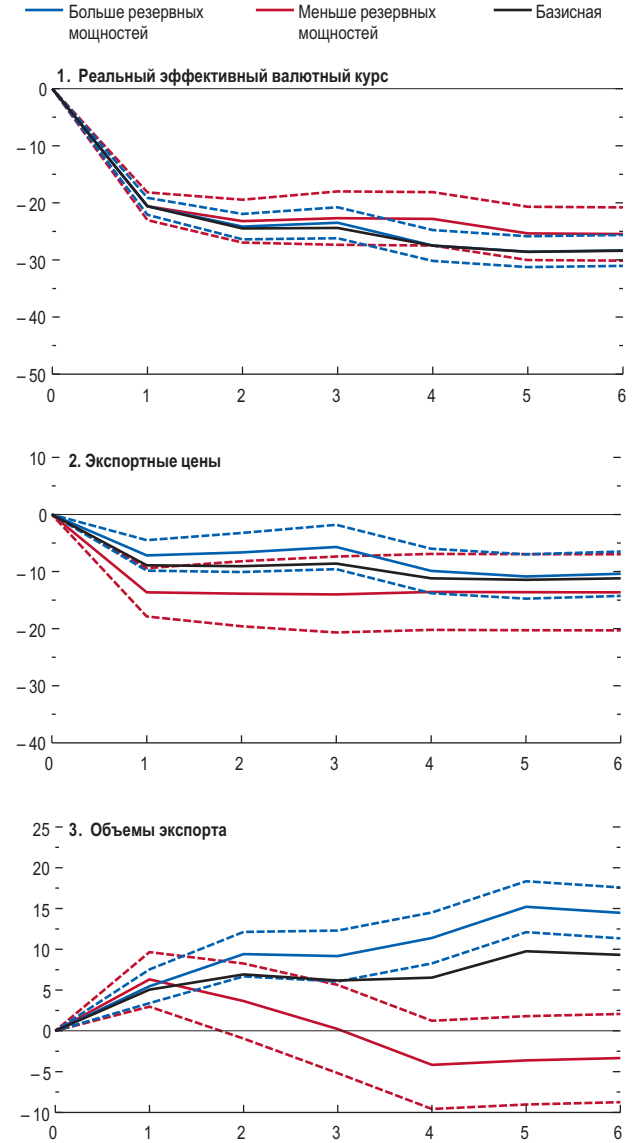 Больше резервных мощностей
Меньше резервных мощностей
Базисная
1. Реальный эффективный валютный курс
0
– 10
– 20
– 30
– 40
– 50
0 1 2 3 4 5 6
2. Экспортные цены
10
0
– 10
– 20
– 30
– 40
0 1 2 3 4 5 6
3. Объемы экспорта
25
20
15
10
5
0
– 5
– 10
0 1 2 3 4 5 6